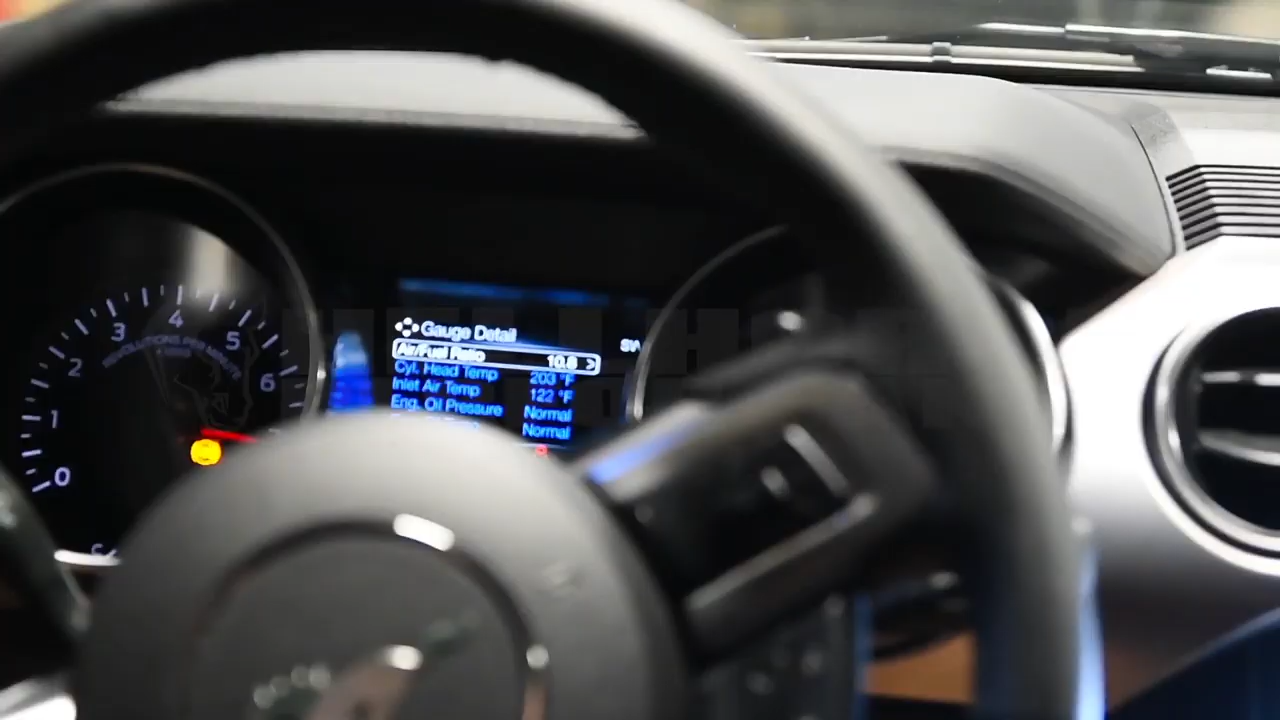 Gauge Detail
Air/Fuel Ratio 10.8
Cyl. Head Temp 203 °F
Inlet Air Temp 122 °F
Eng. Oil Pressure Normal
Normal
0 1 2 3 4 5 6
REVOLUTIONS PER MINUTE